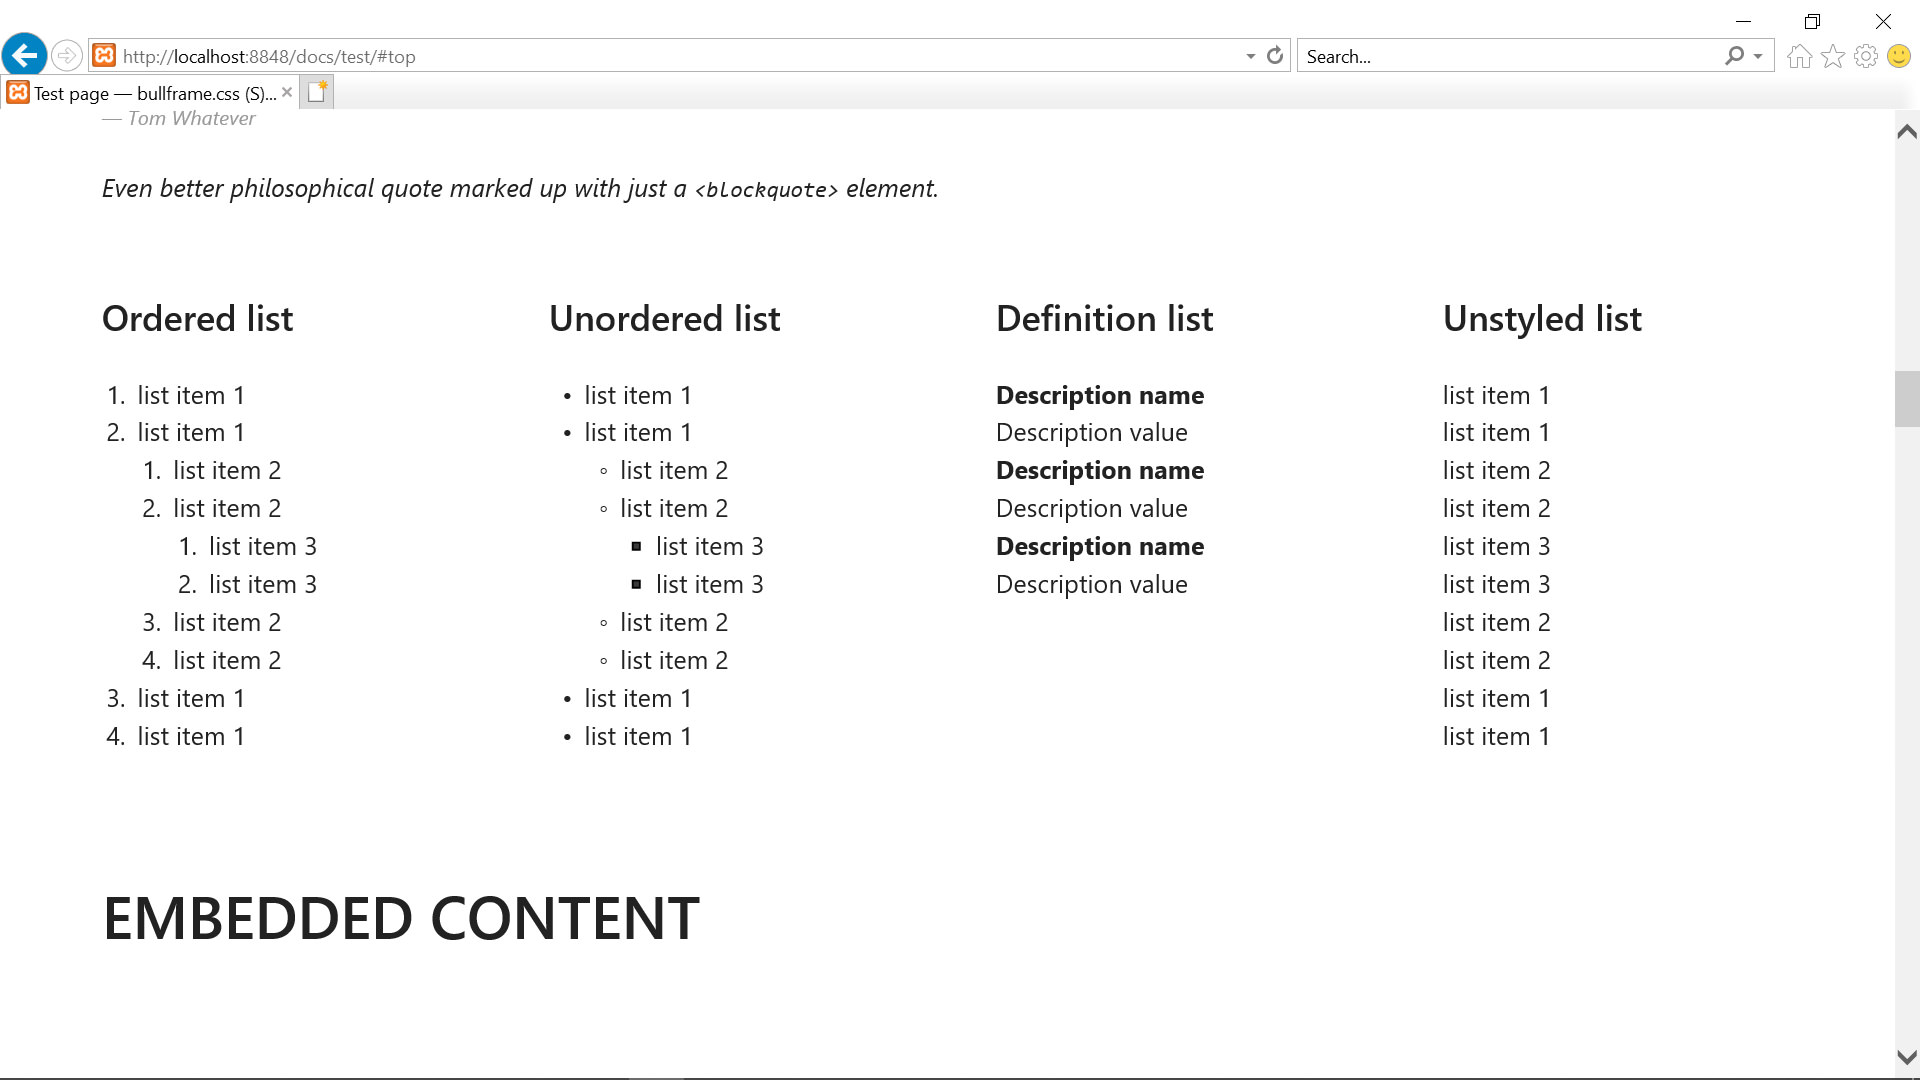 http://localhost:8848/docs/test/#top
Search...
Test page — bullframe.css (S)...
— Tom Whatever
Even better philosophical quote marked up with just a <blockquote> element.
Ordered list
1. list item 1
2. list item 1
1. list item 2
2. list item 2
1. list item 3
2. list item 3
3. list item 2
4. list item 2
3. list item 1
4. list item 1
Unordered list
• list item 1
• list item 1
◦ list item 2
◦ list item 2
▪ list item 3
▪ list item 3
◦ list item 2
◦ list item 2
• list item 1
• list item 1
Definition list
Description name
Description value
Description name
Description value
Description name
Description value
Unstyled list
list item 1
list item 1
list item 2
list item 2
list item 3
list item 3
list item 2
list item 2
list item 1
list item 1
EMBEDDED CONTENT